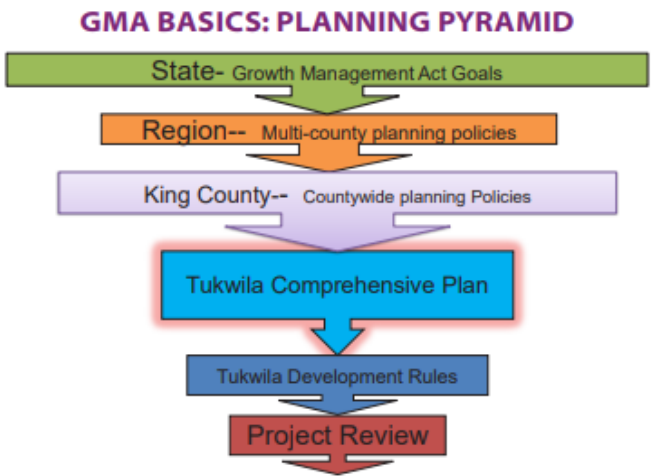 GMA BASICS: PLANNING PYRAMID
State- Growth Management Act Goals
Region-- Multi-county planning policies
King County-- Countywide planning Policies
Tukwila Comprehensive Plan
Tukwila Development Rules
Project Review